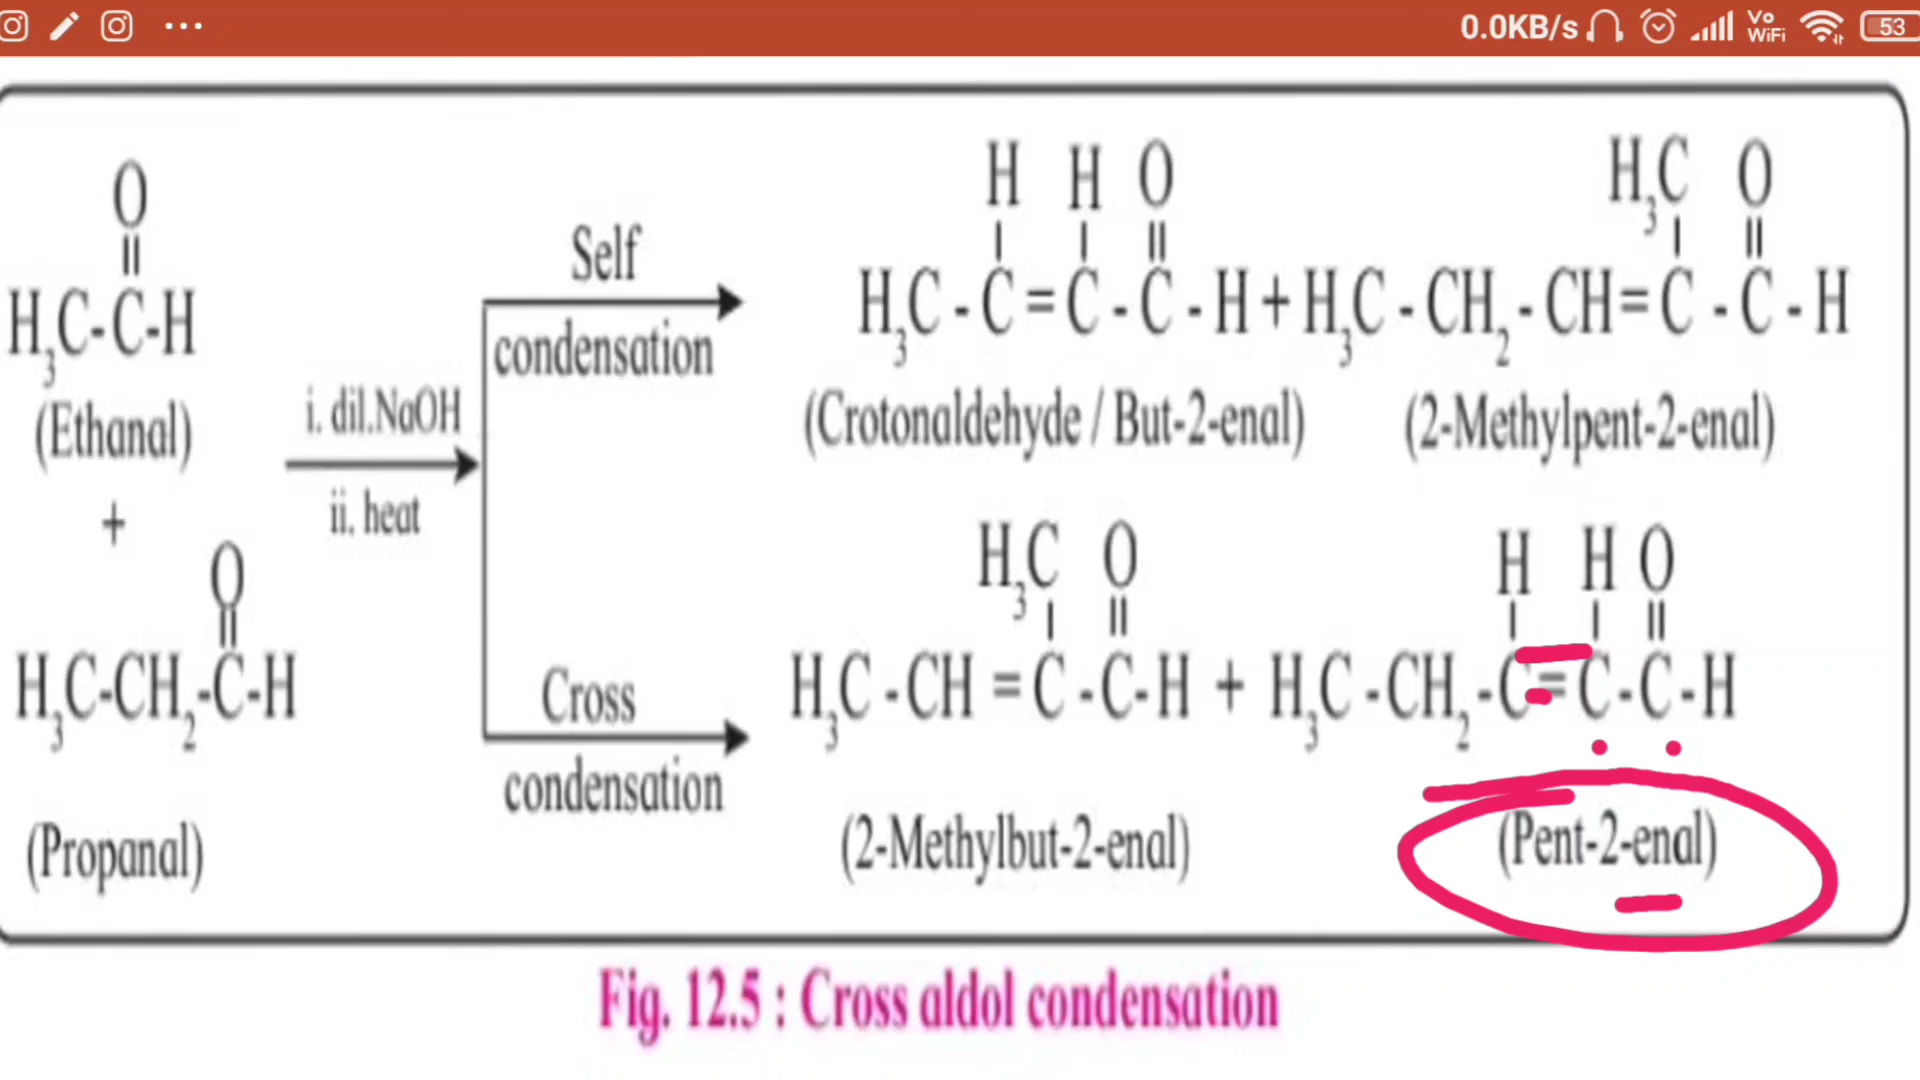 0.0KB/s Vo WiFi 53
O
||
H₃C-C-H
(Ethanal)
+
O
||
H₃C-CH₂-C-H
(Propanal)
i. dil.NaOH
ii. heat
Self
condensation
H H O
| | ||
H₃C - C = C - C - H + H₃C - CH₂ - CH = C - C - H
H₃C O
| ||
(Crotonaldehyde / But-2-enal)
(2-Methylpent-2-enal)
Cross
condensation
H₃C O
| ||
H₃C - CH = C - C - H + H₃C - CH₂ - C = C - C - H
H H O
| | ||
(2-Methylbut-2-enal)
(Pent-2-enal)
Fig. 12.5 : Cross aldol condensation